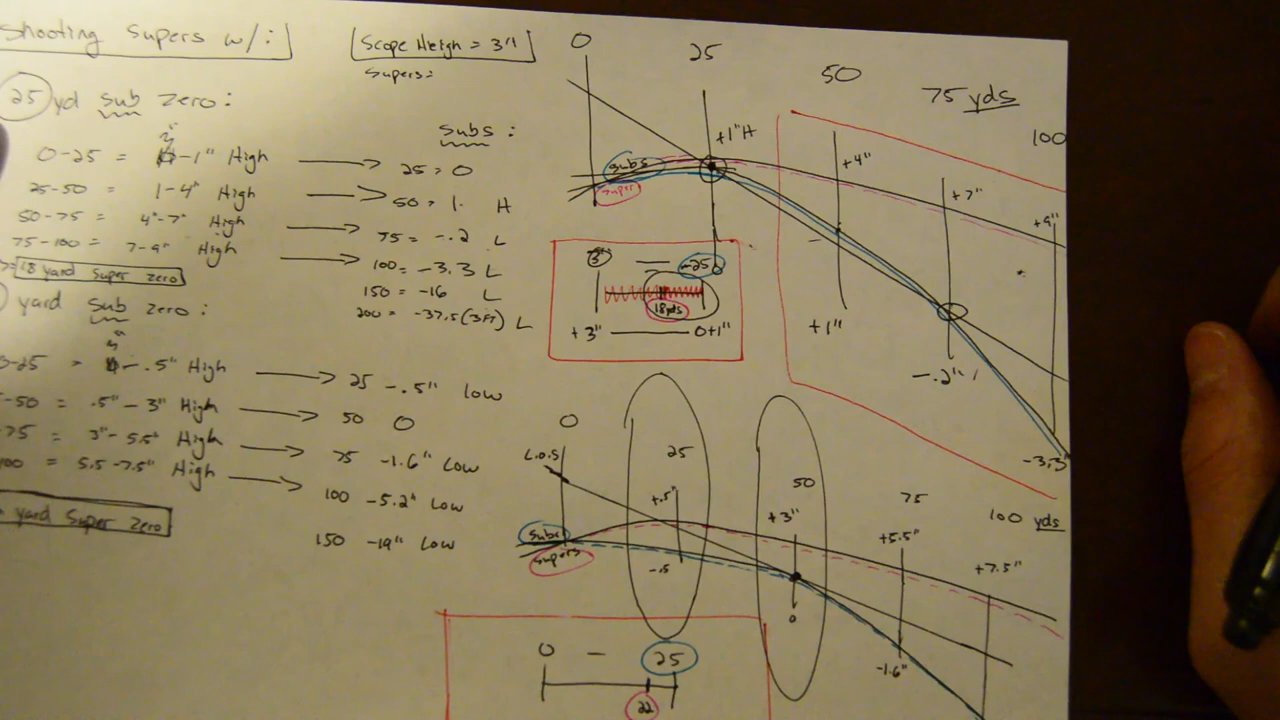 Shooting Supers w/:
Scope Heigh = 3"
Supers:
25 yd sub zero:
Subs:
0-25 = -1" High
25 = 0
25-50 = 1-4" High
50 = 1. H
50-75 = 4"-7" High
75 = -.2 L
75-100 = 7-9" High
100 = -3.3 L
18 yard Super zero
150 = -16 L
200 = -37.5 (3FT) L
yard Sub zero:
0-25 = -.5" High
25 -.5" Low
-50 = .5" - 3" High
50 0
75 = 3"-5.5" High
75 -1.6" Low
100 = 5.5-7.5" High
100 -5.2" Low
yard Super zero
150 -19" Low
0 25 50 75 yds 100
+1"H
+4"
+7"
+9"
subs
super
+1"
-.2"
-3.3"
3" 25
18yds
+3" 0+1"
0 25 50 75 100 yds
L.O.S
+.5"
+3"
+5.5"
+7.5"
Subs
supers
-.5
0
-1.6"
0 - 25
22